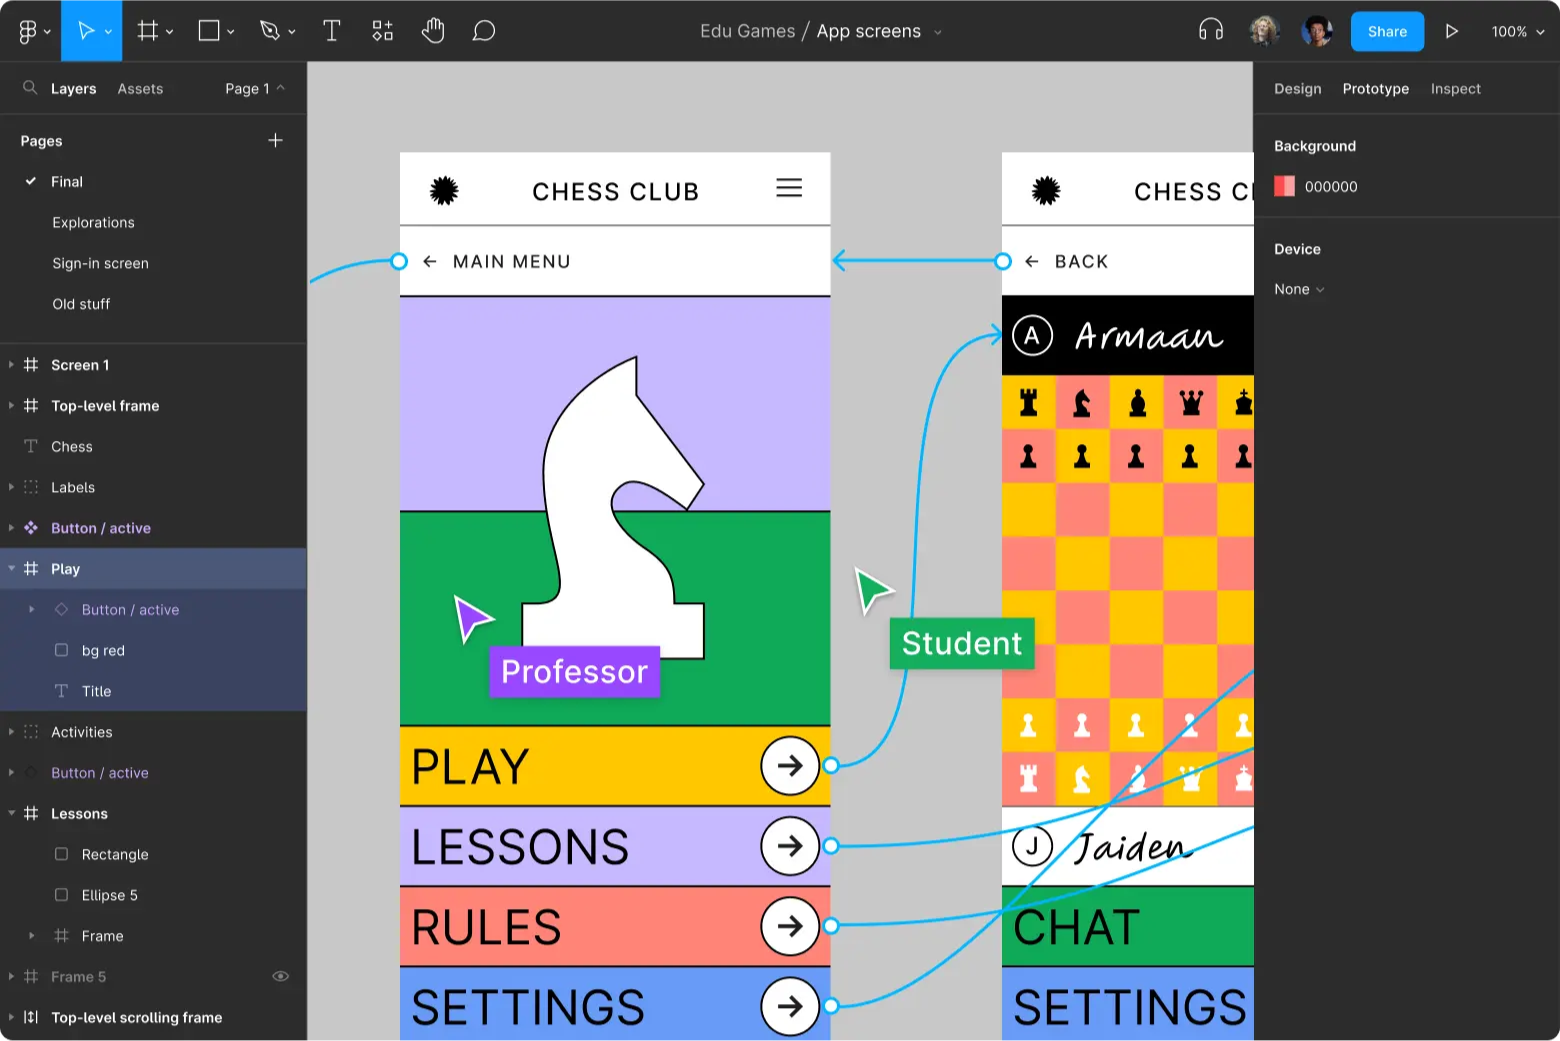 Edu Games / App screens
Share
100%
Layers
Assets
Page 1
Pages
Final
Explorations
Sign-in screen
Old stuff
Screen 1
Top-level frame
Chess
Labels
Button / active
Play
Button / active
bg red
Title
Activities
Button / active
Lessons
Rectangle
Ellipse 5
Frame
Frame 5
Top-level scrolling frame
CHESS CLUB
← MAIN MENU
Professor
PLAY
LESSONS
RULES
SETTINGS
Student
CHESS CL
← BACK
A Armaan
J Jaiden
CHAT
SETTINGS
Design
Prototype
Inspect
Background
000000
Device
None